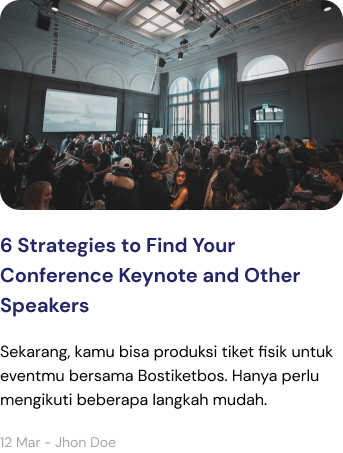 6 Strategies to Find Your
Conference Keynote and Other
Speakers
Sekarang, kamu bisa produksi tiket fisik untuk
eventmu bersama Bostiketbos. Hanya perlu
mengikuti beberapa langkah mudah.
12 Mar - Jhon Doe